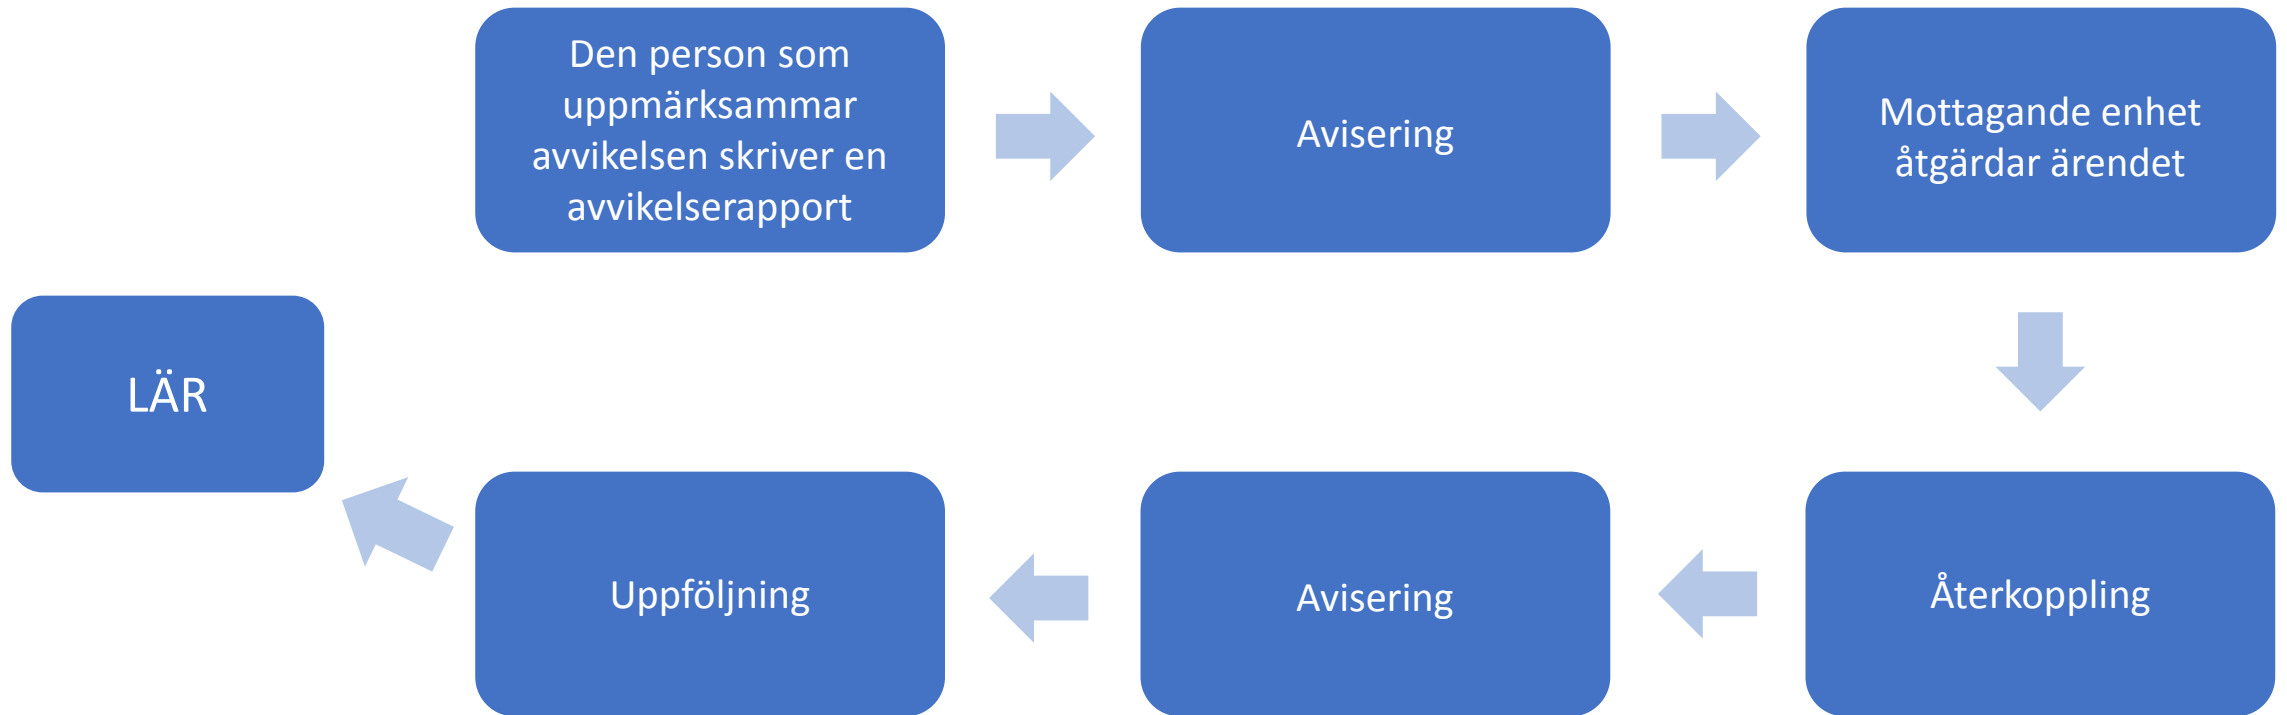 Den person som
uppmärksammar
avvikelsen skriver en
avvikelserapport
Avisering
Mottagande enhet
åtgärdar ärendet
Återkoppling
Avisering
Uppföljning
LÄR